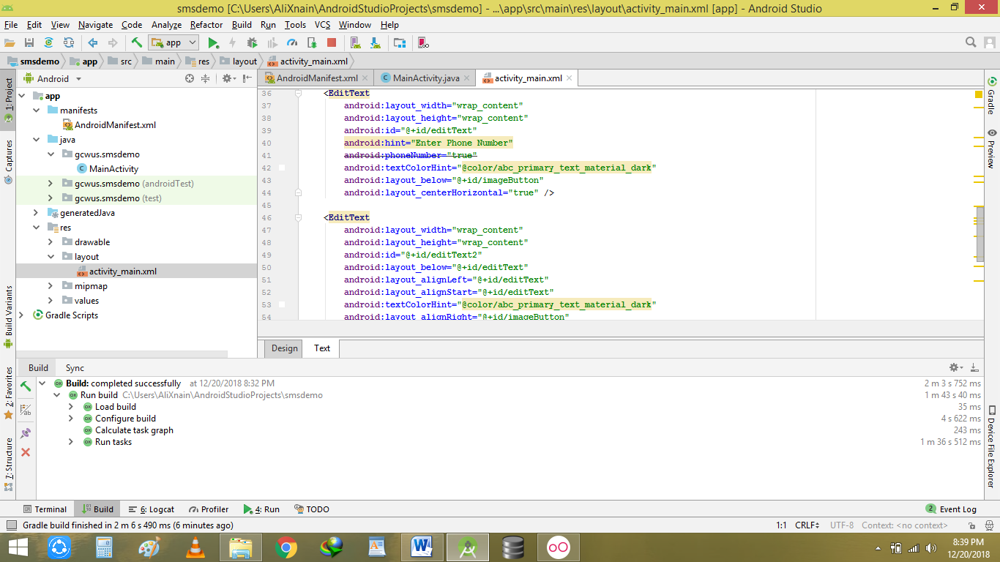 smsdemo [C:\Users\AliXnain\AndroidStudioProjects\smsdemo] - ...\app\src\main\res\layout\activity_main.xml [app] - Android Studio
File Edit View Navigate Code Analyze Refactor Build Run Tools VCS Window Help
app
smsdemo app src main res layout activity_main.xml
1: Project
Captures
Build Variants
2: Favorites
7: Structure
Android
app
manifests
AndroidManifest.xml
java
gcwus.smsdemo
MainActivity
gcwus.smsdemo (androidTest)
gcwus.smsdemo (test)
generatedJava
res
drawable
layout
activity_main.xml
mipmap
values
Gradle Scripts
AndroidManifest.xml MainActivity.java activity_main.xml
36 <EditText
37 android:layout_width="wrap_content"
38 android:layout_height="wrap_content"
39 android:id="@+id/editText"
40 android:hint="Enter Phone Number"
41 android:phoneNumber="true"
42 android:textColorHint="@color/abc_primary_text_material_dark"
43 android:layout_below="@+id/imageButton"
44 android:layout_centerHorizontal="true" />
45
46 <EditText
47 android:layout_width="wrap_content"
48 android:layout_height="wrap_content"
49 android:id="@+id/editText2"
50 android:layout_below="@+id/editText"
51 android:layout_alignLeft="@+id/editText"
52 android:layout_alignStart="@+id/editText"
53 android:textColorHint="@color/abc_primary_text_material_dark"
54 android:layout_alignRight="@+id/imageButton"
Design Text
Gradle
Preview
Device File Explorer
Build Sync
Build: completed successfully at 12/20/2018 8:32 PM 2 m 3 s 752 ms
Run build C:\Users\AliXnain\AndroidStudioProjects\smsdemo 1 m 43 s 40 ms
Load build 35 ms
Configure build 4 s 622 ms
Calculate task graph 243 ms
Run tasks 1 m 36 s 512 ms
Terminal Build 6: Logcat Profiler 4: Run TODO 2 Event Log
Gradle build finished in 2 m 6 s 490 ms (6 minutes ago) 1:1 CRLF UTF-8 Context: <no context>
8:39 PM
12/20/2018